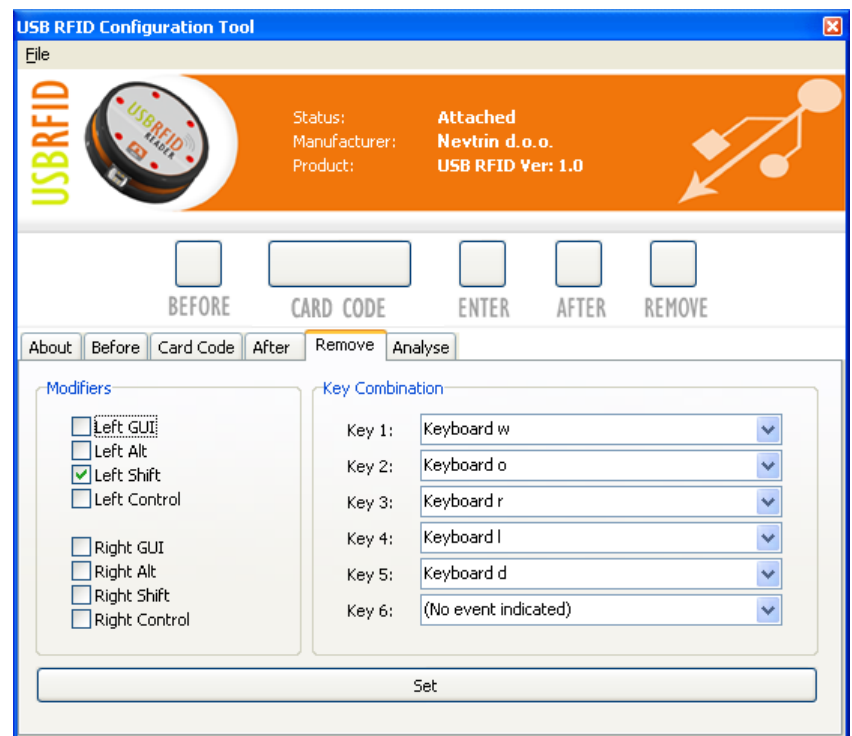 USB RFID Configuration Tool
File
USBRFID
USBRFID
READER
Status: Attached
Manufacturer: Nevtrin d.o.o.
Product: USB RFID Ver: 1.0
BEFORE CARD CODE ENTER AFTER REMOVE
About Before Card Code After Remove Analyse
Modifiers
Left GUI
Left Alt
Left Shift
Left Control
Right GUI
Right Alt
Right Shift
Right Control
Key Combination
Key 1: Keyboard w
Key 2: Keyboard o
Key 3: Keyboard r
Key 4: Keyboard l
Key 5: Keyboard d
Key 6: (No event indicated)
Set